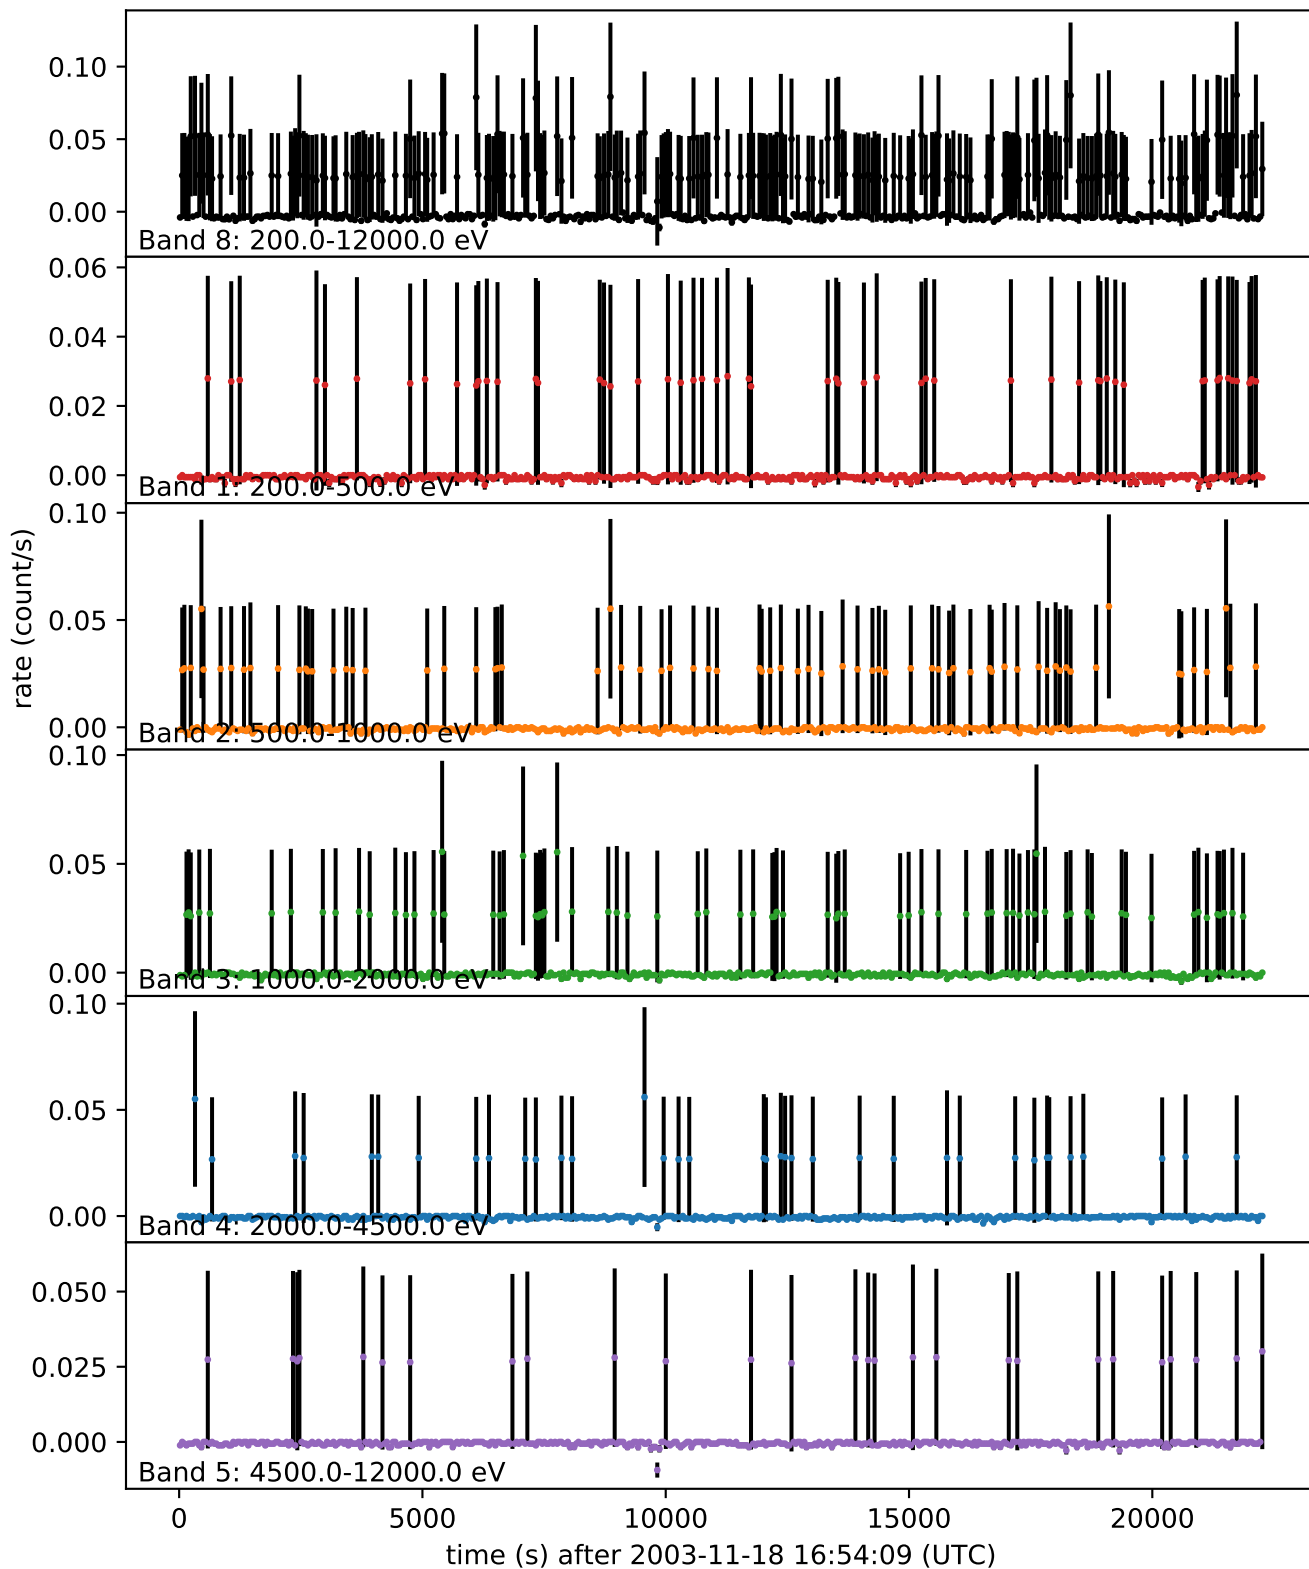 0.10
0.05
0.00
Band 8: 200.0-12000.0 eV
0.06
0.04
0.02
0.00
Band 1: 200.0-500.0 eV
rate (count/s)
0.10
0.05
0.00
Band 2: 500.0-1000.0 eV
0.10
0.05
0.00
Band 3: 1000.0-2000.0 eV
0.10
0.05
0.00
Band 4: 2000.0-4500.0 eV
0.050
0.025
0.000
Band 5: 4500.0-12000.0 eV
0 5000 10000 15000 20000
time (s) after 2003-11-18 16:54:09 (UTC)